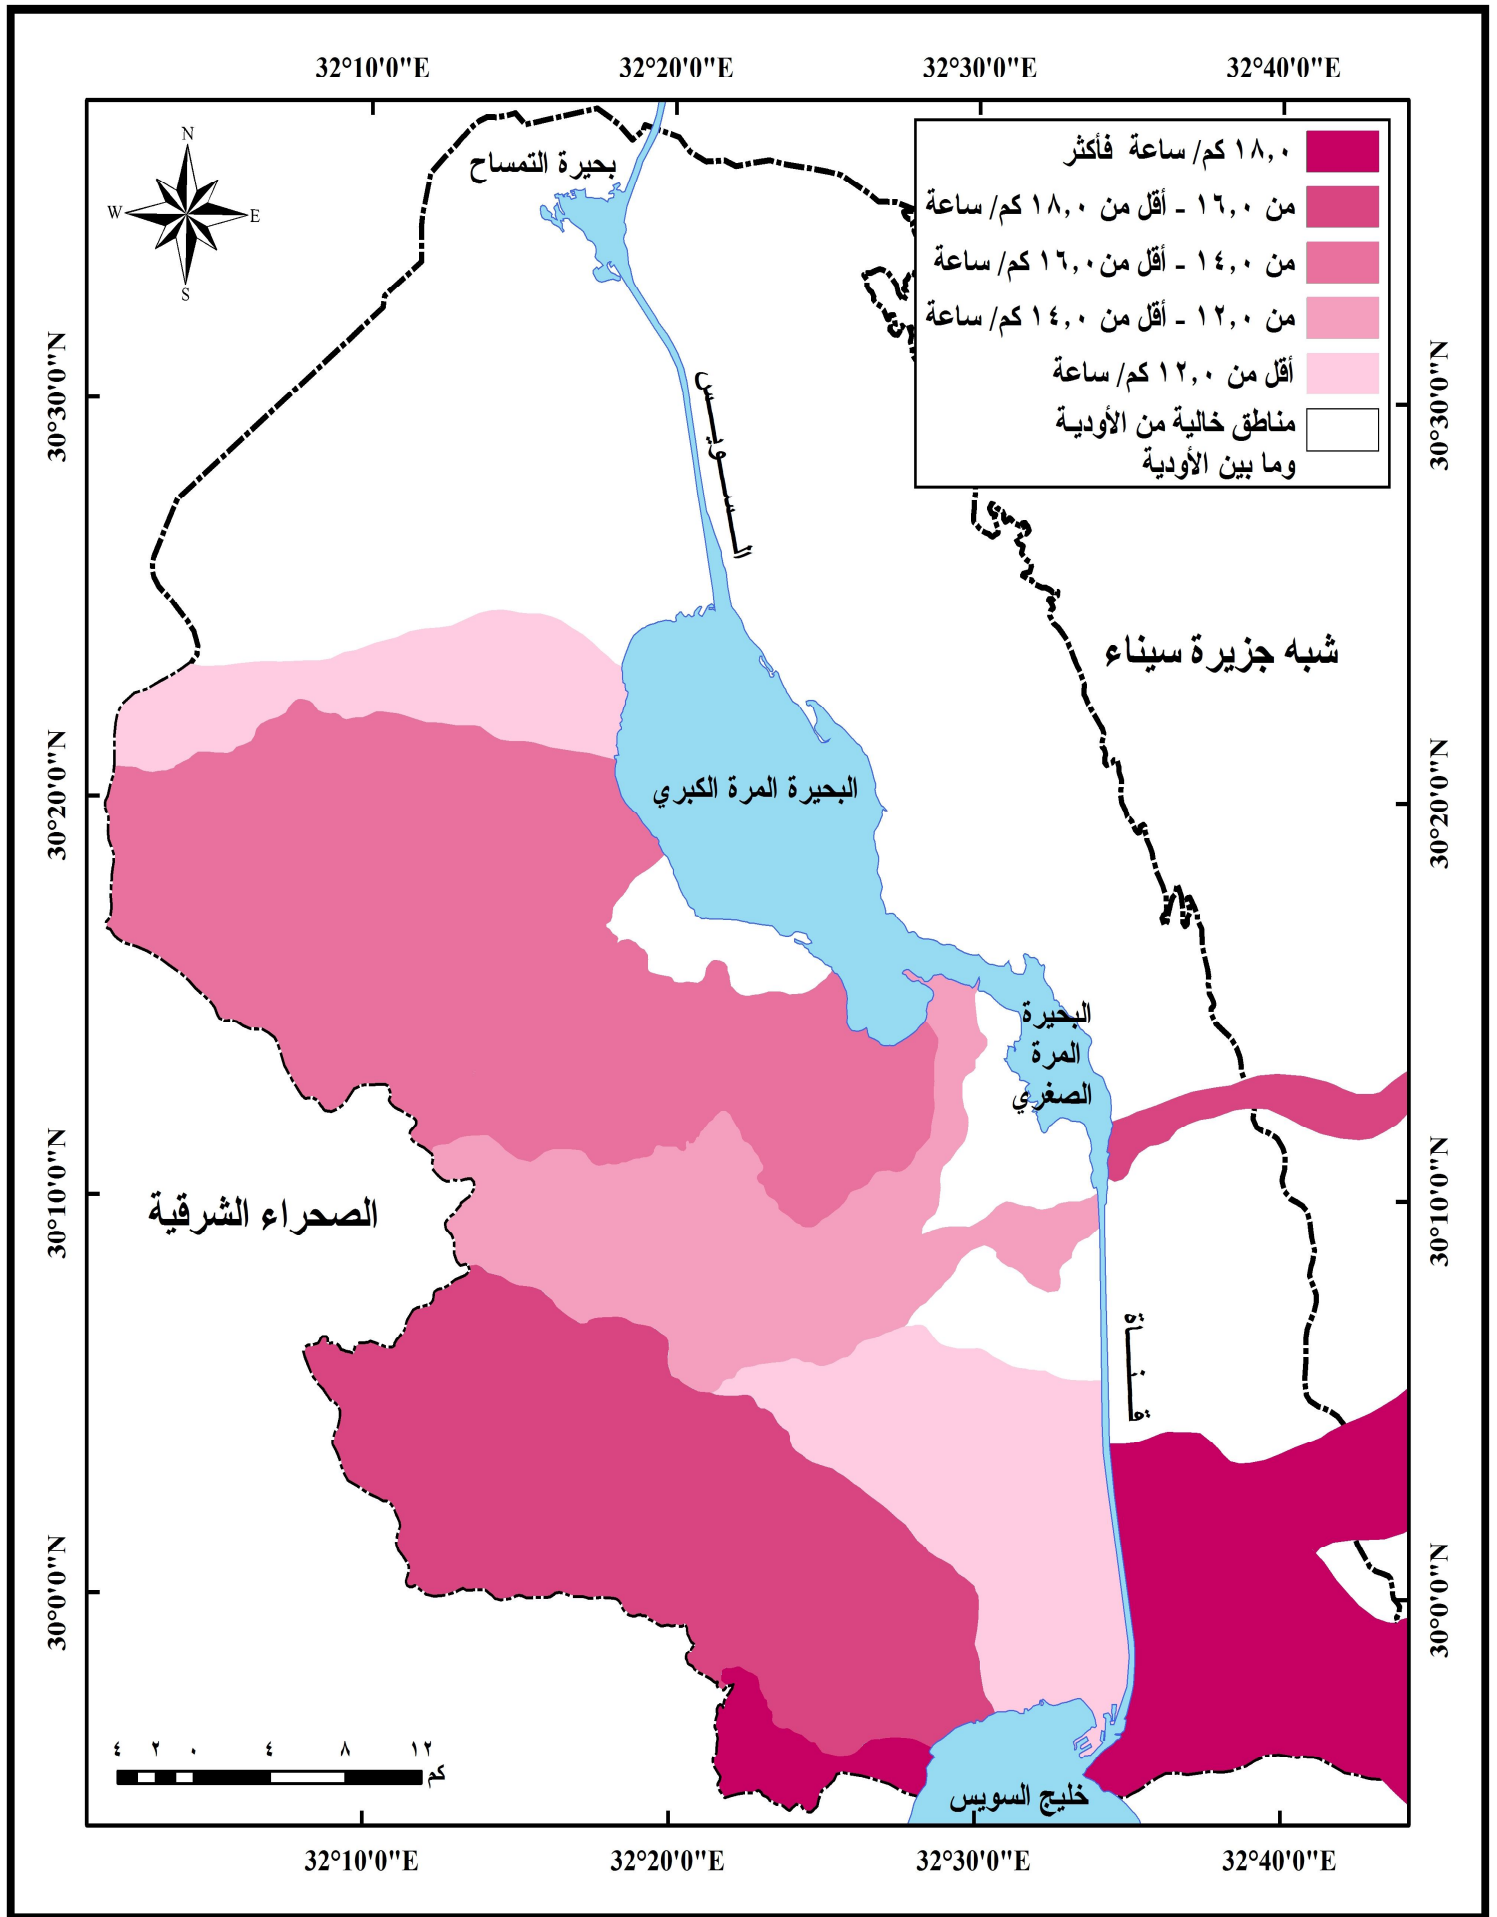 32°10'0"E 32°20'0"E 32°30'0"E 32°40'0"E
N
W E
S
١٨,٠ كم/ ساعة فأكثر
من ١٦,٠ - أقل من ١٨,٠ كم/ ساعة
من ١٤,٠ - أقل من ١٦,٠ كم/ ساعة
من ١٢,٠ - أقل من ١٤,٠ كم/ ساعة
أقل من ١٢,٠ كم/ ساعة
مناطق خالية من الأودية
وما بين الأودية
بحيرة التمساح
قناة
السويس
شبه جزيرة سيناء
البحيرة المرة الكبري
البحيرة
المرة
الصغري
الصحراء الشرقية
خليج السويس
30°30'0"N
30°20'0"N
30°10'0"N
30°0'0"N
30°30'0"N
30°20'0"N
30°10'0"N
30°0'0"N
٤ ٢ ٠ ٤ ٨ ١٢
كم
32°10'0"E 32°20'0"E 32°30'0"E 32°40'0"E